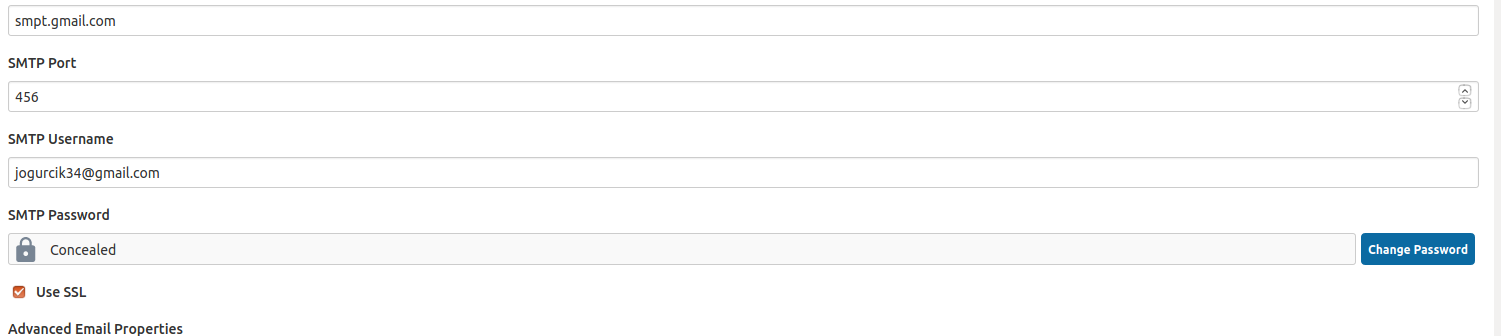 smpt.gmail.com
SMTP Port
456
SMTP Username
jogurcik34@gmail.com
SMTP Password
Concealed
Change Password
Use SSL
Advanced Email Properties